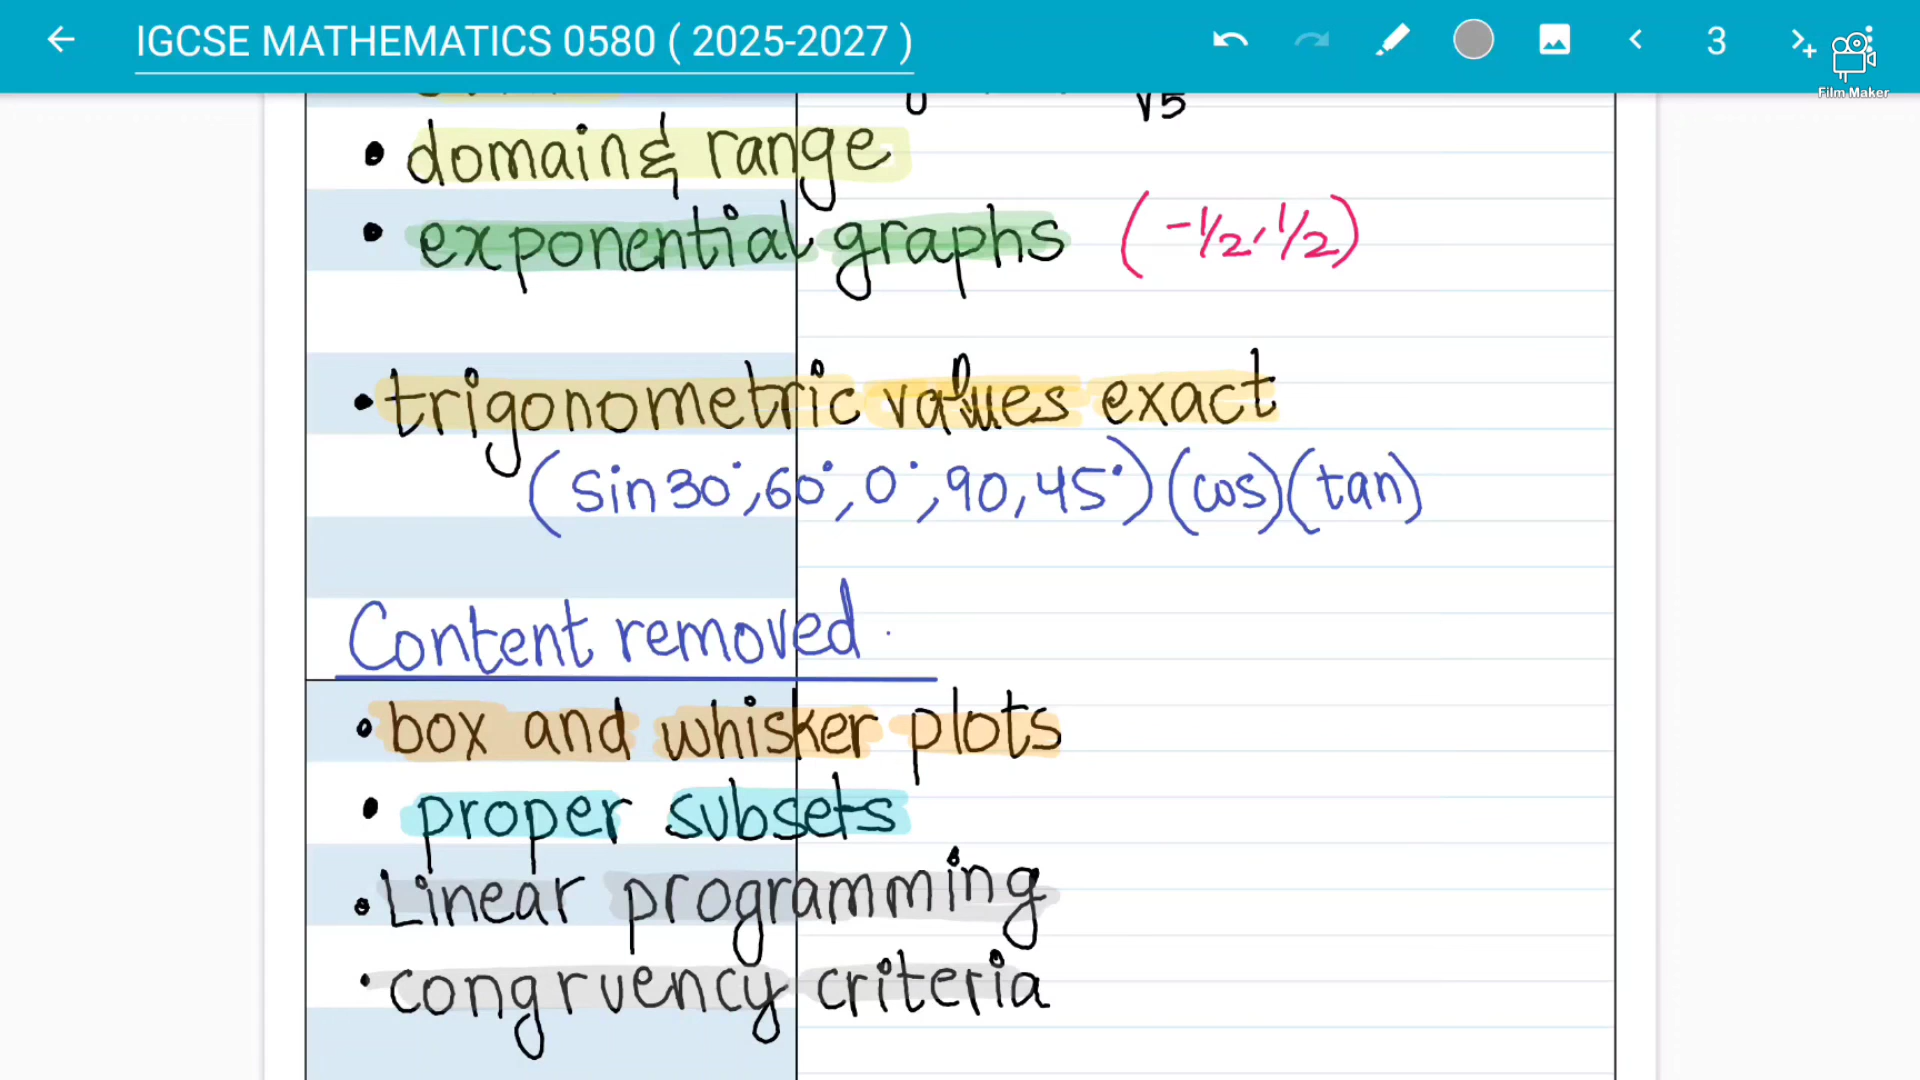 IGCSE MATHEMATICS 0580 ( 2025-2027 )
3
Film Maker
√5
• domain & range
• exponential graphs (-1/2, 1/2)
• trigonometric values exact
(sin 30°, 60°, 0°, 90, 45°) (cos) (tan)
Content removed
• box and whisker plots
• proper subsets
• Linear programming
• congruency criteria